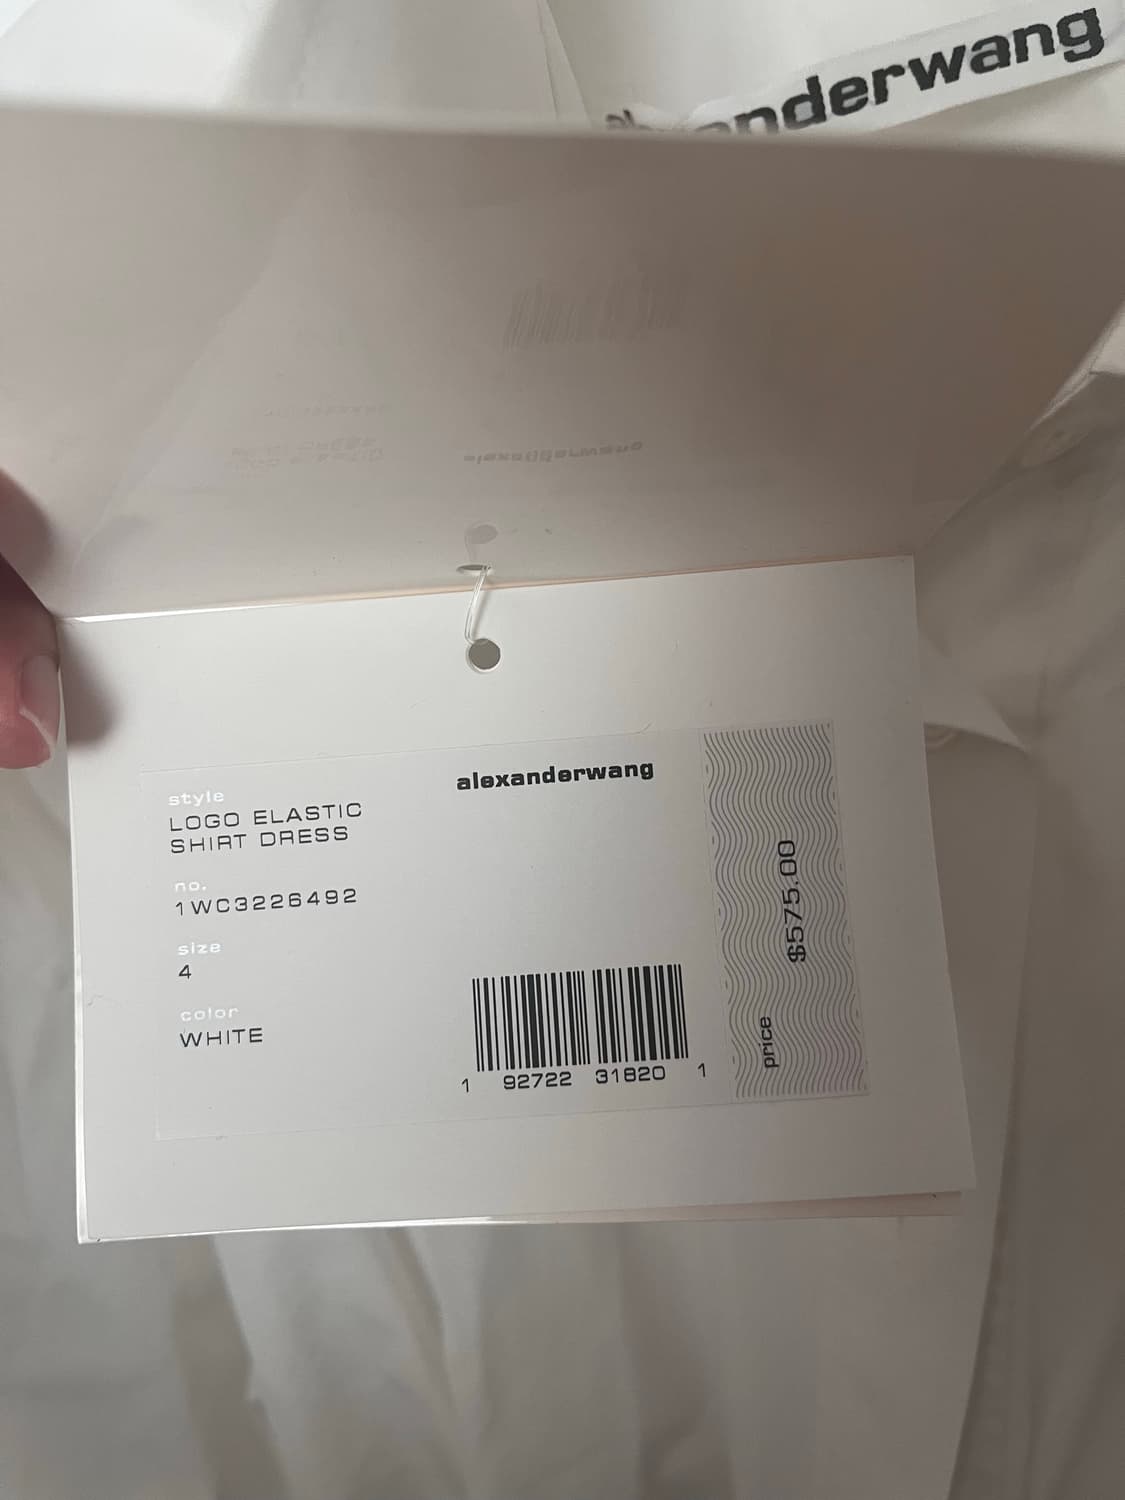 anderwang
alexanderwang
style
LOGO ELASTIC
SHIRT DRESS
no.
1WC3226492
size
4
color
WHITE
1 92722 31820 1
price $575.00